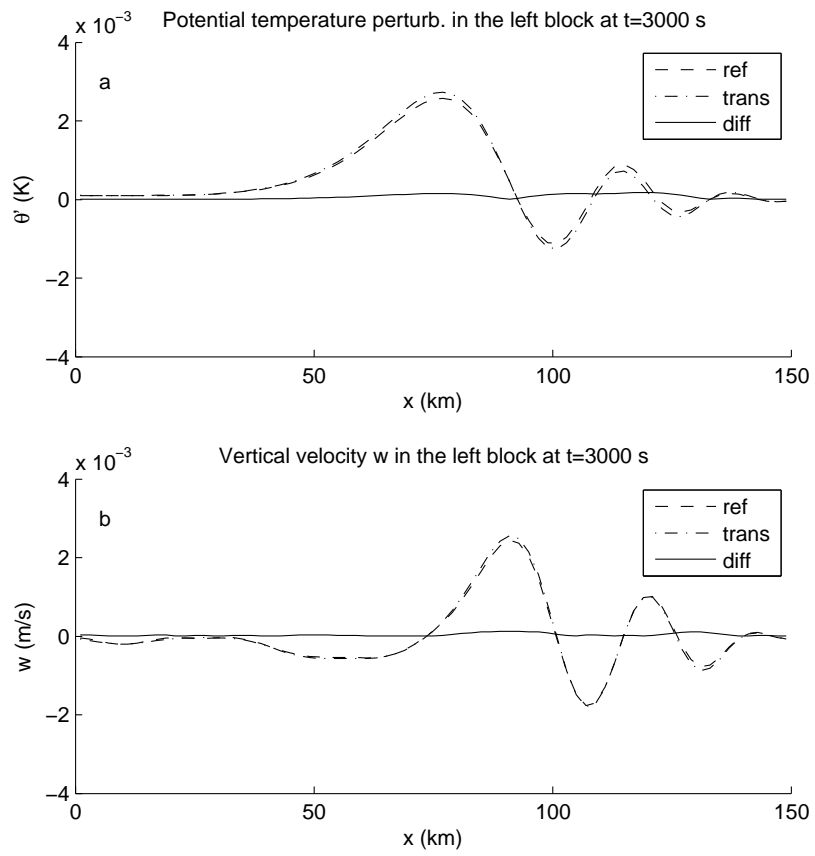 x 10⁻³
Potential temperature perturb. in the left block at t=3000 s
4
2
0
−2
−4
a
ref
trans
diff
θ' (K)
0
50
100
150
x (km)
x 10⁻³
Vertical velocity w in the left block at t=3000 s
4
2
0
−2
−4
b
ref
trans
diff
w (m/s)
0
50
100
150
x (km)